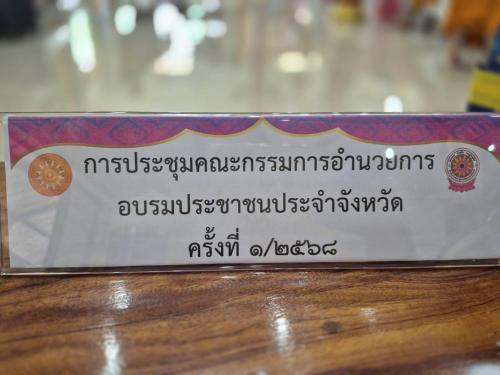 การประชุมคณะกรรมการอำนวยการ
อบรมประชาชนประจำจังหวัด
ครั้งที่ ๑/๒๕๖๘